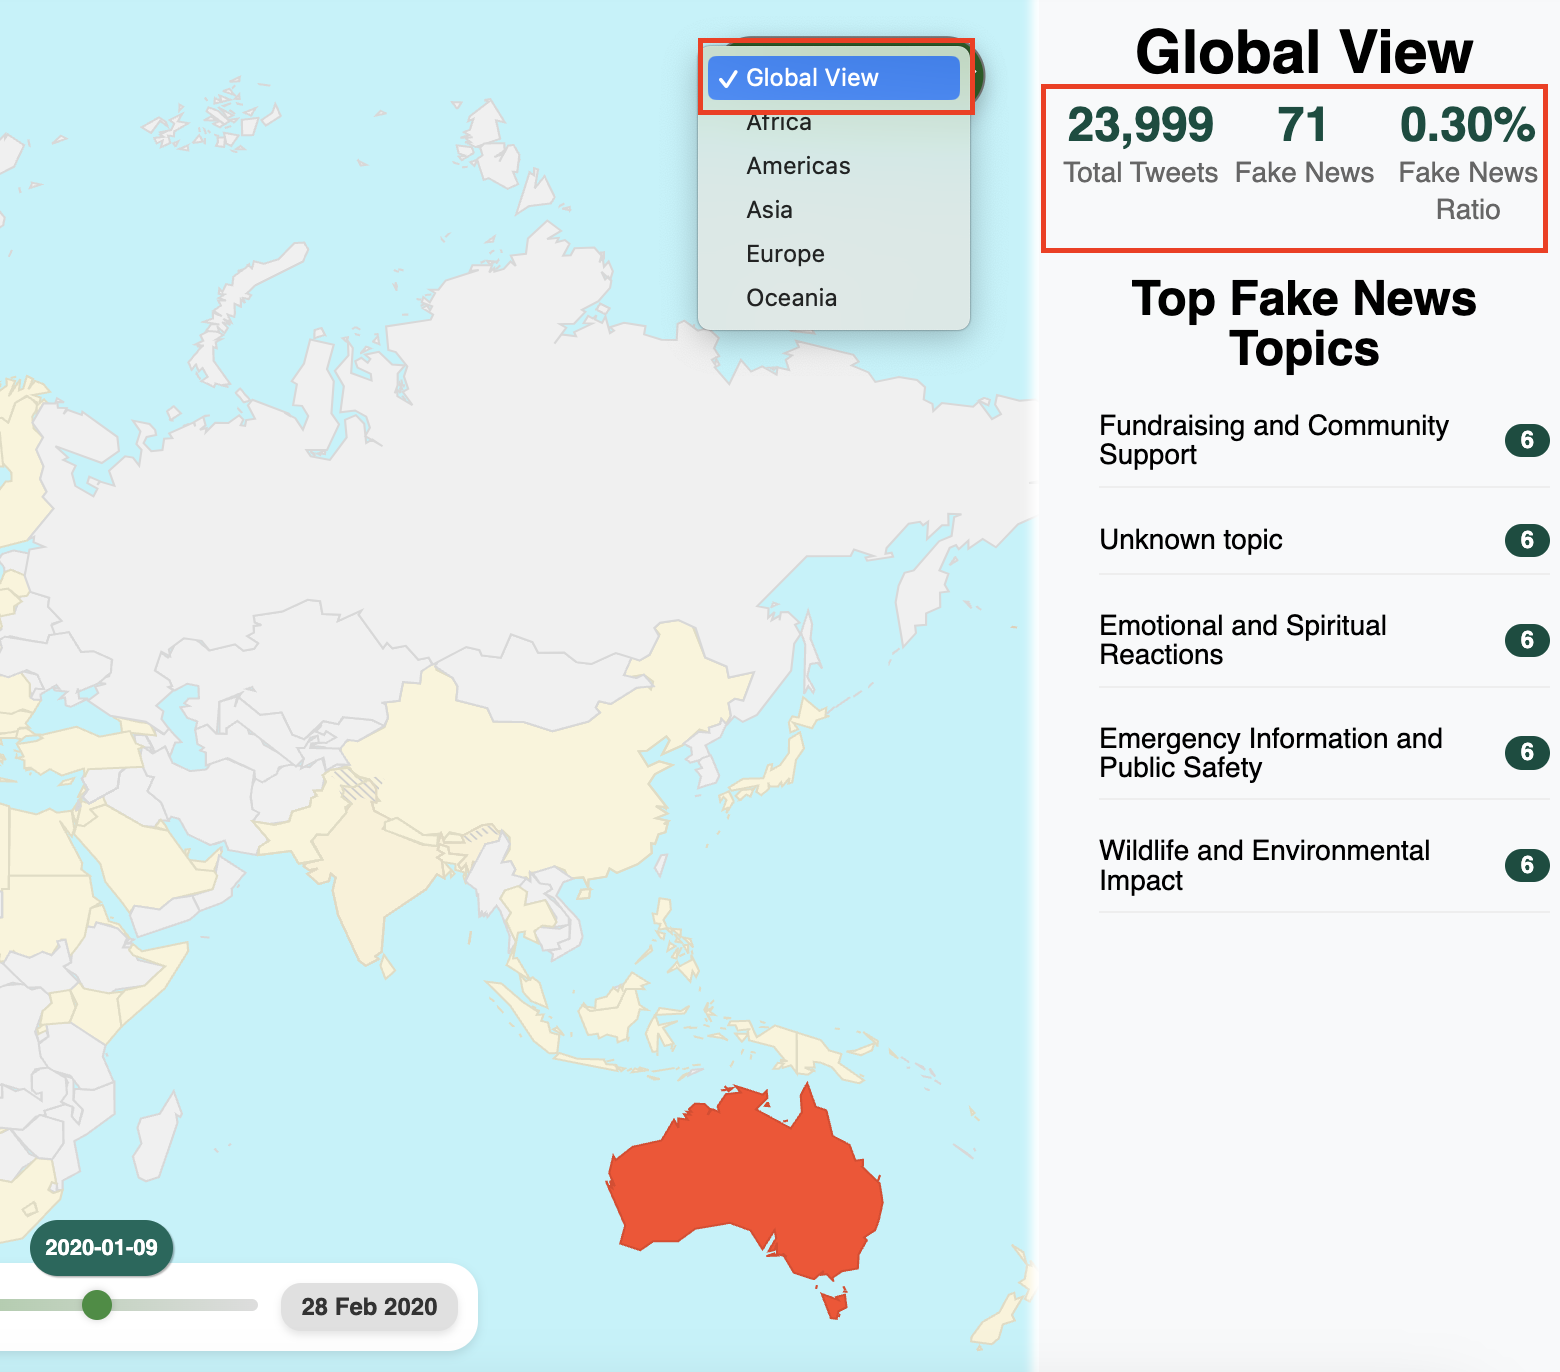 ✓ Global View
Africa
Americas
Asia
Europe
Oceania
Global View
23,999 71 0.30%
Total Tweets Fake News Fake News
Ratio
Top Fake News
Topics
Fundraising and Community
Support
6
Unknown topic
6
Emotional and Spiritual
Reactions
6
Emergency Information and
Public Safety
6
Wildlife and Environmental
Impact
6
2020-01-09
28 Feb 2020